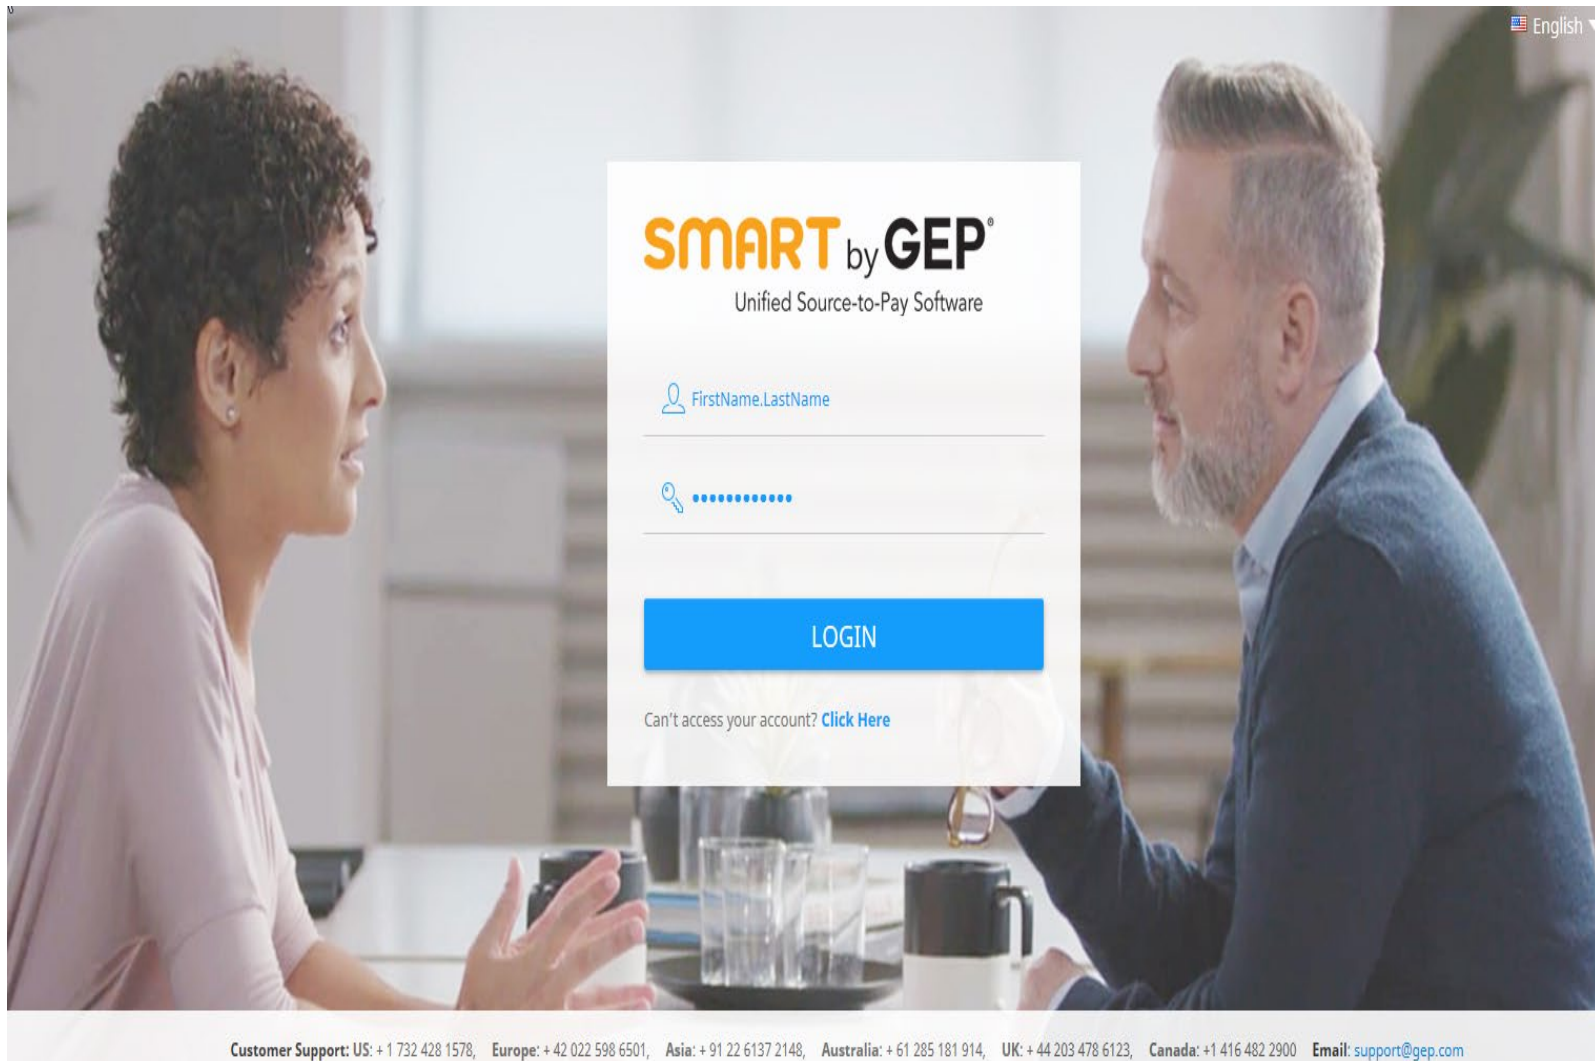 English
SMART by GEP®
Unified Source-to-Pay Software
FirstName.LastName
••••••••••••
LOGIN
Can't access your account? Click Here
Customer Support: US: + 1 732 428 1578, Europe: + 42 022 598 6501, Asia: + 91 22 6137 2148, Australia: + 61 285 181 914, UK: + 44 203 478 6123, Canada: +1 416 482 2900 Email: support@gep.com